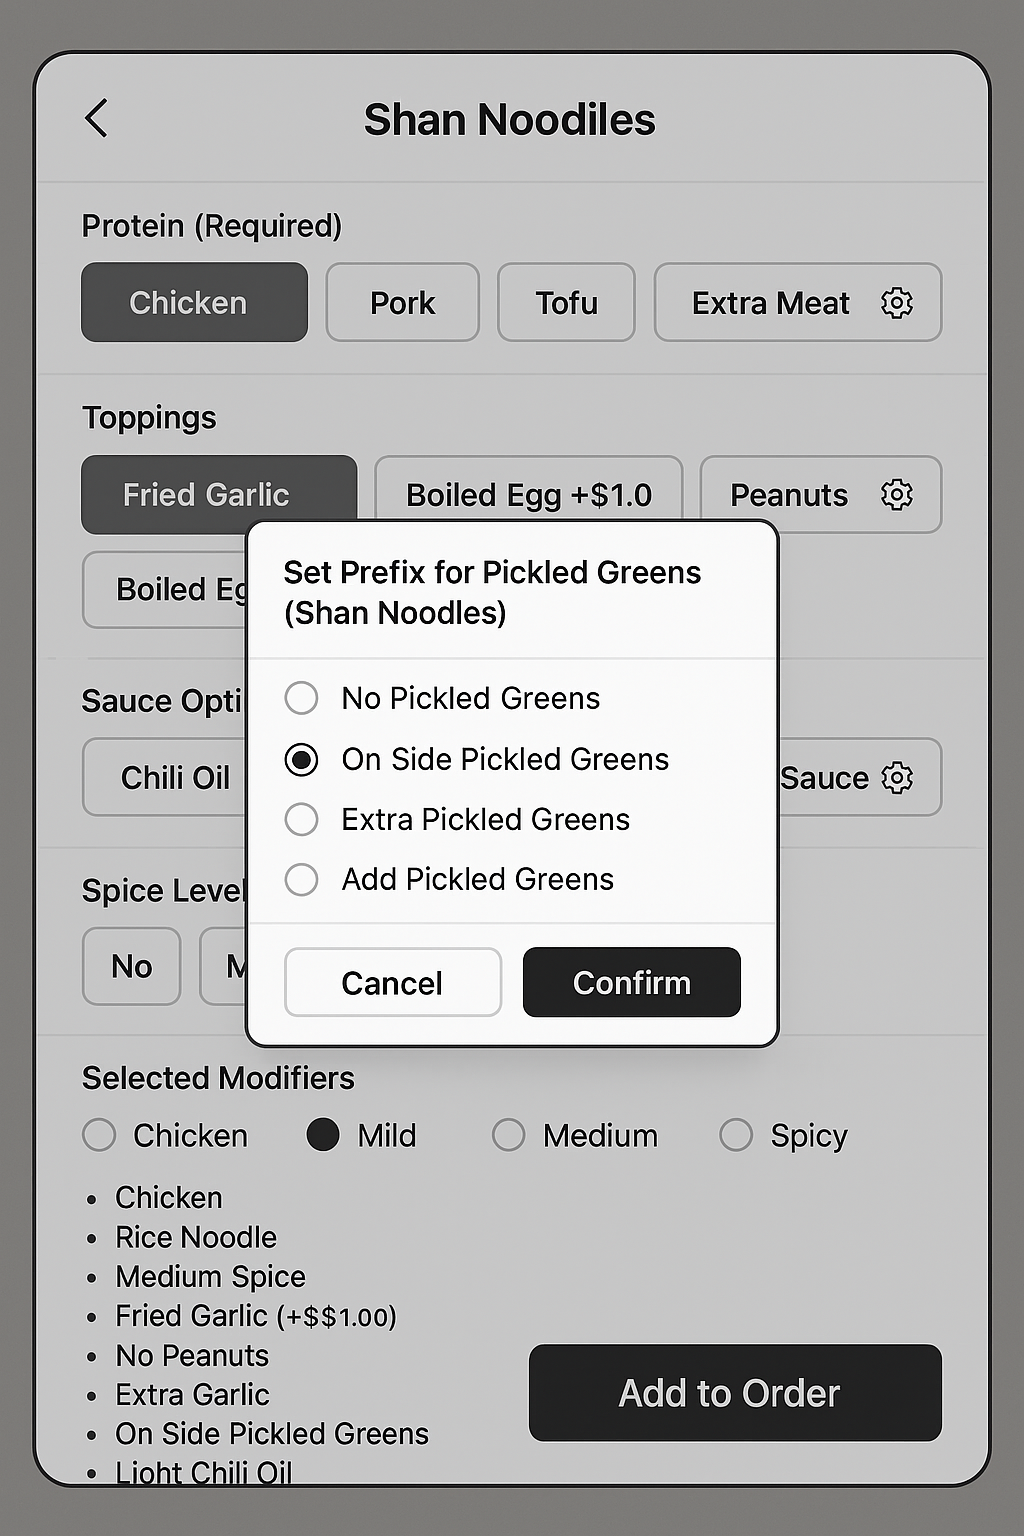 Shan Noodiles
Protein (Required)
Chicken
Pork
Tofu
Extra Meat
Toppings
Fried Garlic
Boiled Egg +$1.0
Peanuts
Boiled Eg
Set Prefix for Pickled Greens
(Shan Noodles)
No Pickled Greens
On Side Pickled Greens
Extra Pickled Greens
Add Pickled Greens
Cancel
Confirm
Sauce Opti
Chili Oil
Sauce
Spice Level
No
M
Selected Modifiers
Chicken
Mild
Medium
Spicy
• Chicken
• Rice Noodle
• Medium Spice
• Fried Garlic (+$$1.00)
• No Peanuts
• Extra Garlic
• On Side Pickled Greens
• Lioht Chili Oil
Add to Order